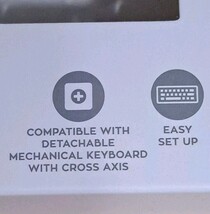 COMPATIBLE WITH
DETACHABLE
MECHANICAL KEYBOARD
WITH CROSS AXIS
EASY
SET UP